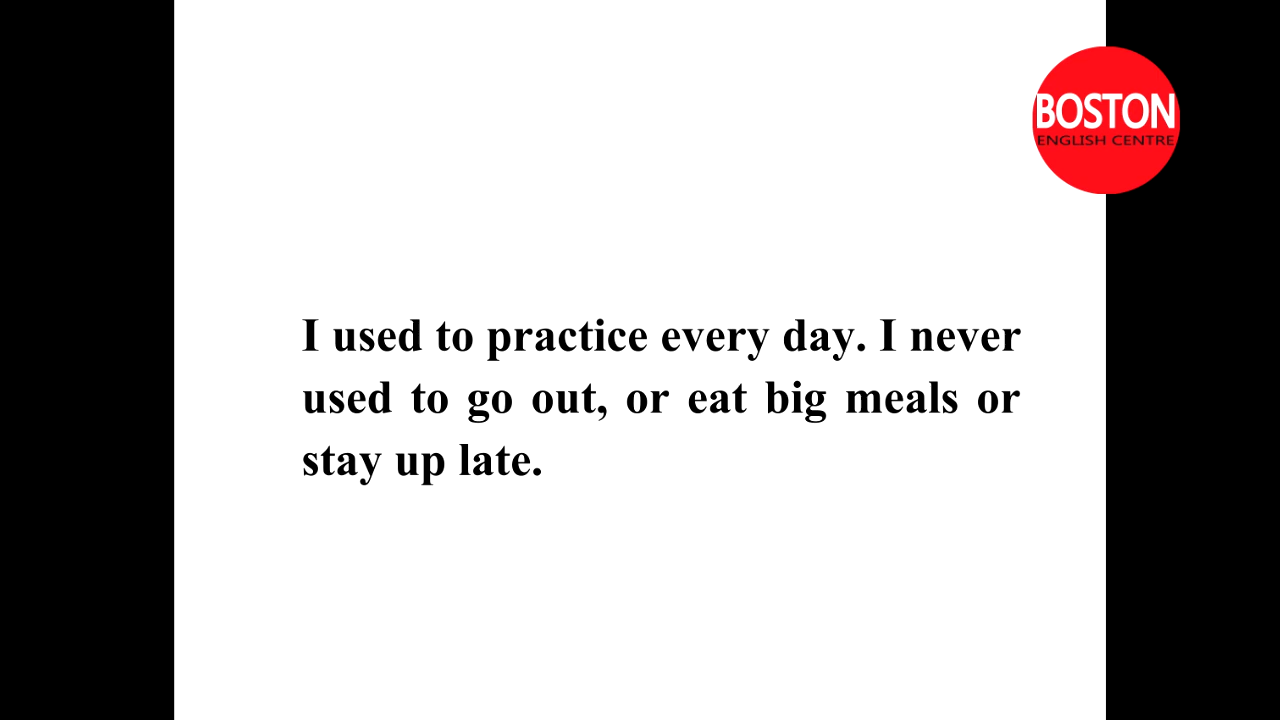 BOSTON
ENGLISH CENTRE
I used to practice every day. I never
used to go out, or eat big meals or
stay up late.